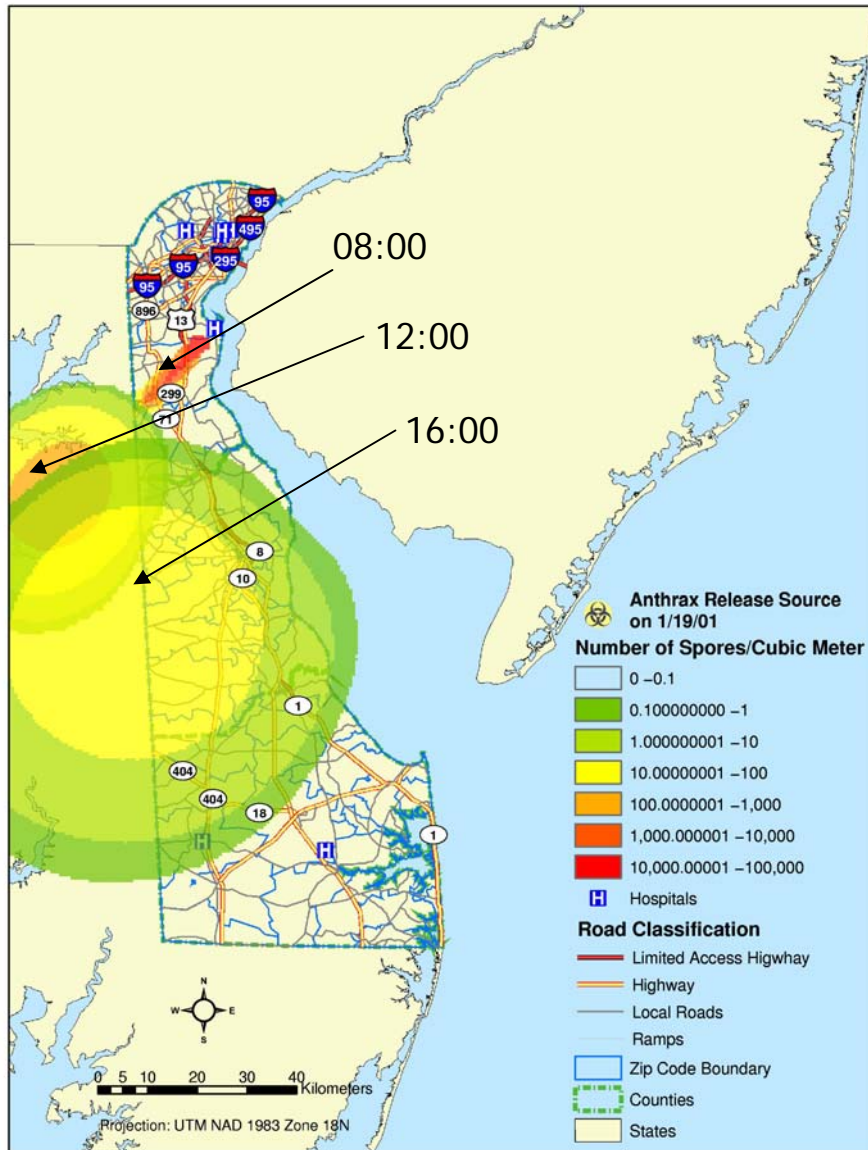 95
H
H
495
95
295
95
896
13
H
08:00
12:00
299
71
16:00
8
10
1
404
404
18
1
H
H
Anthrax Release Source
on 1/19/01
Number of Spores/Cubic Meter
0 –0.1
0.100000000 –1
1.000000001 –10
10.00000001 –100
100.0000001 –1,000
1,000.000001 –10,000
10,000.00001 –100,000
H Hospitals
Road Classification
Limited Access Higwhay
Highway
Local Roads
Ramps
Zip Code Boundary
Counties
States
N
W E
S
0 5 10 20 30 40
Kilometers
Projection: UTM NAD 1983 Zone 18N